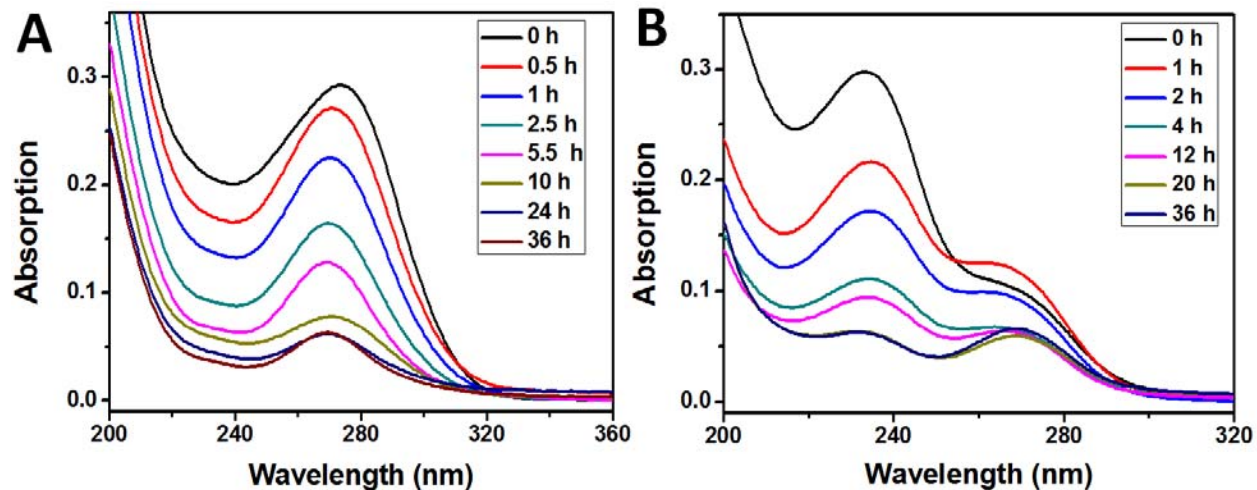 A
0 h
0.5 h
1 h
2.5 h
5.5 h
10 h
24 h
36 h
0.3
0.2
0.1
0.0
Absorption
200 240 280 320 360
Wavelength (nm)
B
0 h
1 h
2 h
4 h
12 h
20 h
36 h
0.3
0.2
0.1
0.0
Absorption
200 240 280 320
Wavelength (nm)